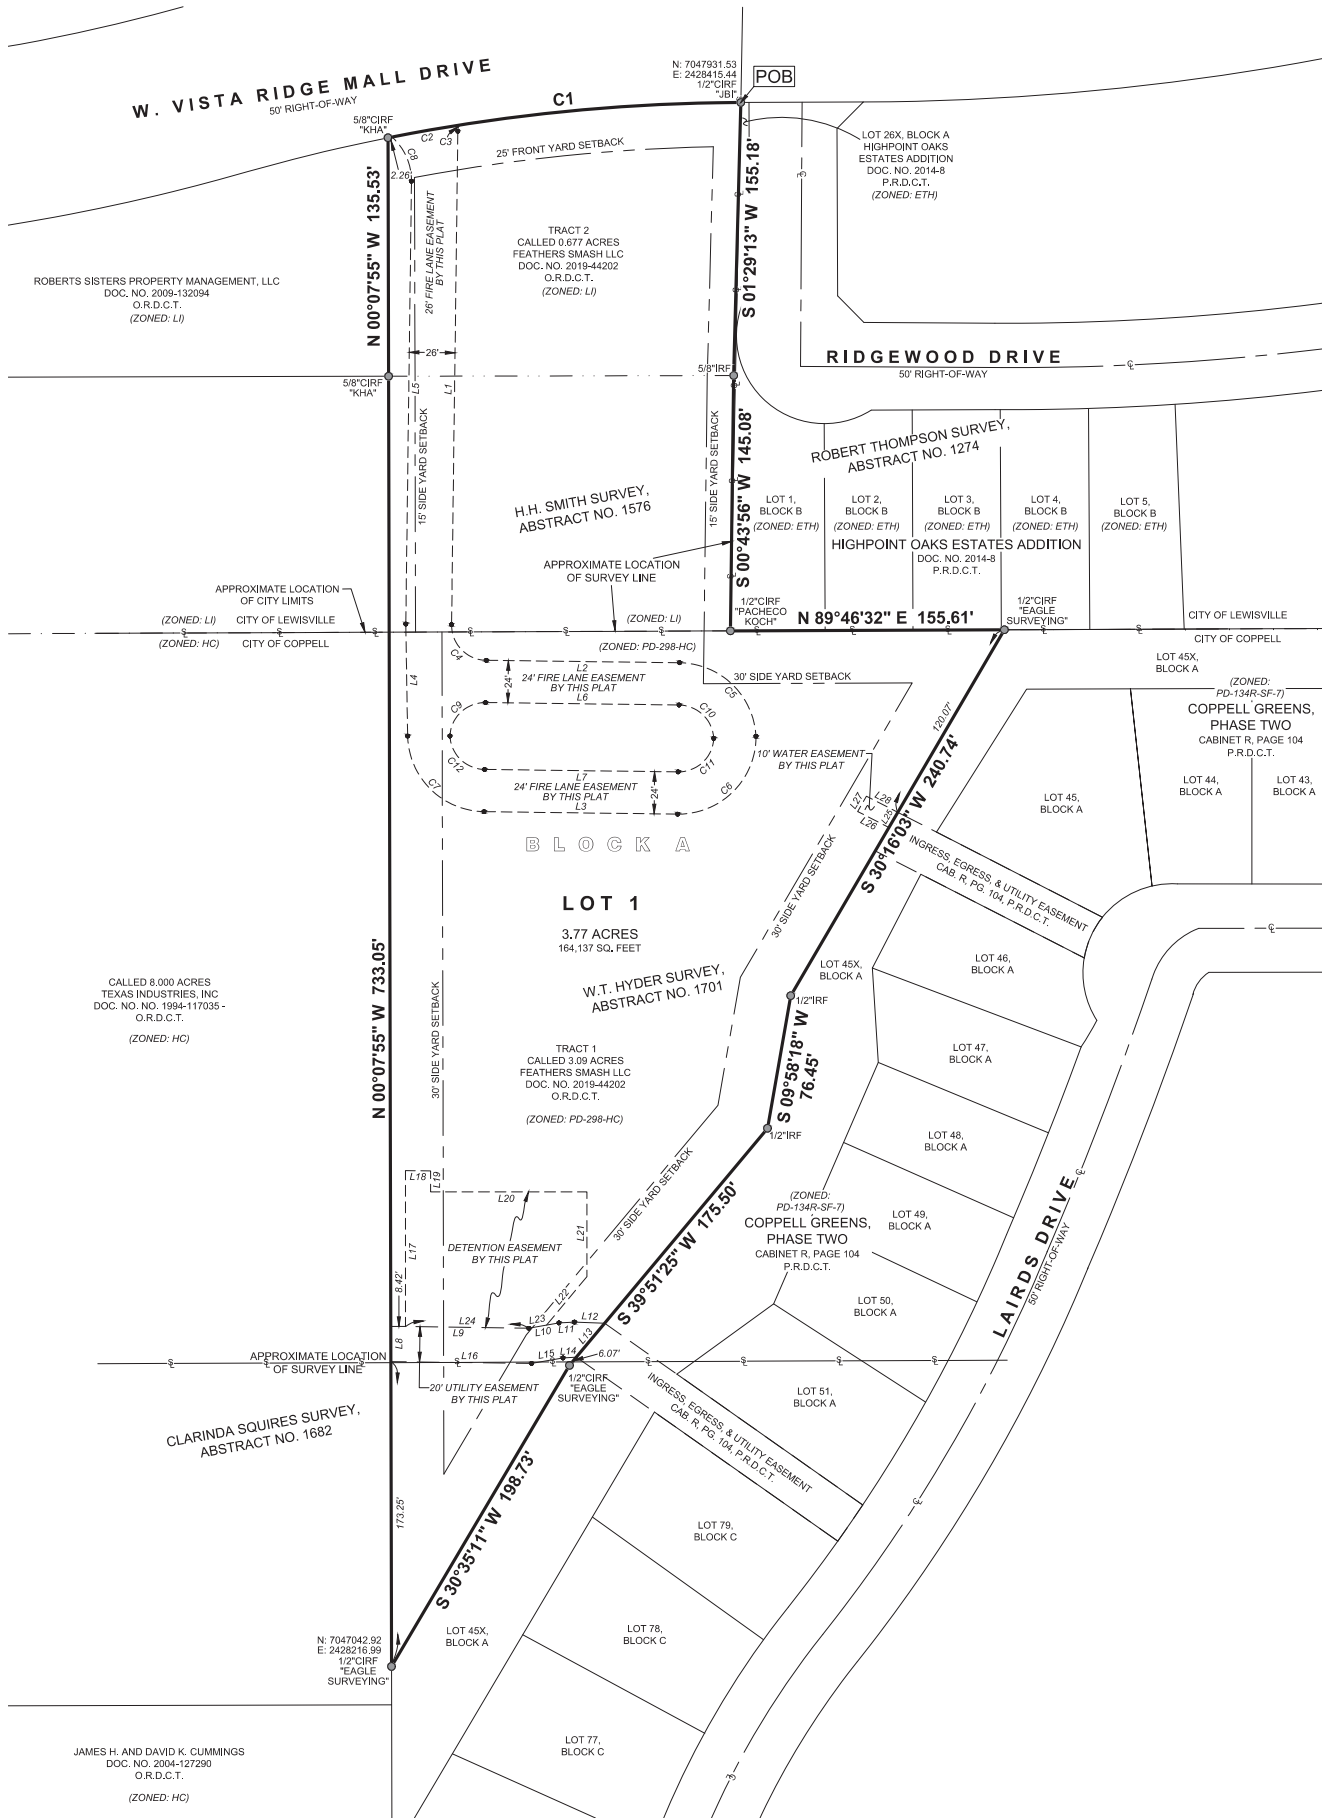 W. VISTA RIDGE MALL DRIVE
50' RIGHT-OF-WAY
N: 7047931.53
E: 2428415.44
1/2"CIRF
"JBI"
POB
C1
5/8"CIRF
"KHA"
C2
C3
C8
2.26'
25' FRONT YARD SETBACK
LOT 26X, BLOCK A
HIGHPOINT OAKS
ESTATES ADDITION
DOC. NO. 2014-8
P.R.D.C.T.
(ZONED: ETH)
N 00°07'55" W 135.53'
26' FIRE LANE EASEMENT
BY THIS PLAT
S 01°29'13" W 155.18'
TRACT 2
CALLED 0.677 ACRES
FEATHERS SMASH LLC
DOC. NO. 2019-44202
O.R.D.C.T.
(ZONED: LI)
ROBERTS SISTERS PROPERTY MANAGEMENT, LLC
DOC. NO. 2009-132094
O.R.D.C.T.
(ZONED: LI)
26'
RIDGEWOOD DRIVE
50' RIGHT-OF-WAY
5/8"CIRF
"KHA"
5/8"IRF
L5
L1
15' SIDE YARD SETBACK
15' SIDE YARD SETBACK
S 00°43'56" W 145.08'
ROBERT THOMPSON SURVEY,
ABSTRACT NO. 1274
H.H. SMITH SURVEY,
ABSTRACT NO. 1576
LOT 1,
BLOCK B
(ZONED: ETH)
LOT 2,
BLOCK B
(ZONED: ETH)
LOT 3,
BLOCK B
(ZONED: ETH)
LOT 4,
BLOCK B
(ZONED: ETH)
LOT 5,
BLOCK B
(ZONED: ETH)
HIGHPOINT OAKS ESTATES ADDITION
DOC. NO. 2014-8
P.R.D.C.T.
APPROXIMATE LOCATION
OF SURVEY LINE
APPROXIMATE LOCATION
OF CITY LIMITS
1/2"CIRF
"PACHECO
KOCH"
N 89°46'32" E 155.61'
1/2"CIRF
"EAGLE
SURVEYING"
(ZONED: LI)
CITY OF LEWISVILLE
(ZONED: LI)
CITY OF LEWISVILLE
(ZONED: HC)
CITY OF COPPELL
(ZONED: PD-298-HC)
CITY OF COPPELL
LOT 45X,
BLOCK A
C4
L4
L2
24' FIRE LANE EASEMENT
BY THIS PLAT
L6
24'
C5
30' SIDE YARD SETBACK
C9
C10
(ZONED:
PD-134R-SF-7)
COPPELL GREENS,
PHASE TWO
CABINET R, PAGE 104
P.R.D.C.T.
120.07'
10' WATER EASEMENT
BY THIS PLAT
C12
C11
L7
24' FIRE LANE EASEMENT
BY THIS PLAT
L3
24'
C7
C6
LOT 44,
BLOCK A
LOT 43,
BLOCK A
LOT 45,
BLOCK A
L27
L28
L25
L26
S 30°16'03" W 240.74'
BLOCK A
LOT 1
3.77 ACRES
164,137 SQ. FEET
INGRESS, EGRESS, & UTILITY EASEMENT
CAB. R, PG. 104, P.R.D.C.T.
30' SIDE YARD SETBACK
W.T. HYDER SURVEY,
ABSTRACT NO. 1701
LOT 45X,
BLOCK A
LOT 46,
BLOCK A
N 00°07'55" W 733.05'
30' SIDE YARD SETBACK
CALLED 8.000 ACRES
TEXAS INDUSTRIES, INC
DOC. NO. NO. 1994-117035 -
O.R.D.C.T.
(ZONED: HC)
1/2"IRF
S 09°58'18" W
76.45'
LOT 47,
BLOCK A
TRACT 1
CALLED 3.09 ACRES
FEATHERS SMASH LLC
DOC. NO. 2019-44202
O.R.D.C.T.
(ZONED: PD-298-HC)
1/2"IRF
LOT 48,
BLOCK A
L18
L19
L20
L17
L21
30' SIDE YARD SETBACK
S 39°51'25" W 175.50'
(ZONED:
PD-134R-SF-7)
COPPELL GREENS,
PHASE TWO
CABINET R, PAGE 104
P.R.D.C.T.
LOT 49,
BLOCK A
DETENTION EASEMENT
BY THIS PLAT
LAIRDS DRIVE
50' RIGHT-OF-WAY
8.42'
L22
LOT 50,
BLOCK A
L24
L9
L23
L10
L11
L12
L13
L8
APPROXIMATE LOCATION
OF SURVEY LINE
L16
L15
L14
6.07'
20' UTILITY EASEMENT
BY THIS PLAT
1/2"CIRF
"EAGLE
SURVEYING"
INGRESS, EGRESS, & UTILITY EASEMENT
CAB. R, PG. 104, P.R.D.C.T.
LOT 51,
BLOCK A
CLARINDA SQUIRES SURVEY,
ABSTRACT NO. 1682
173.25'
S 30°35'11" W 198.73'
LOT 79,
BLOCK C
N: 7047042.92
E: 2428216.99
1/2"CIRF
"EAGLE
SURVEYING"
LOT 45X,
BLOCK A
LOT 78,
BLOCK C
LOT 77,
BLOCK C
JAMES H. AND DAVID K. CUMMINGS
DOC. NO. 2004-127290
O.R.D.C.T.
(ZONED: HC)